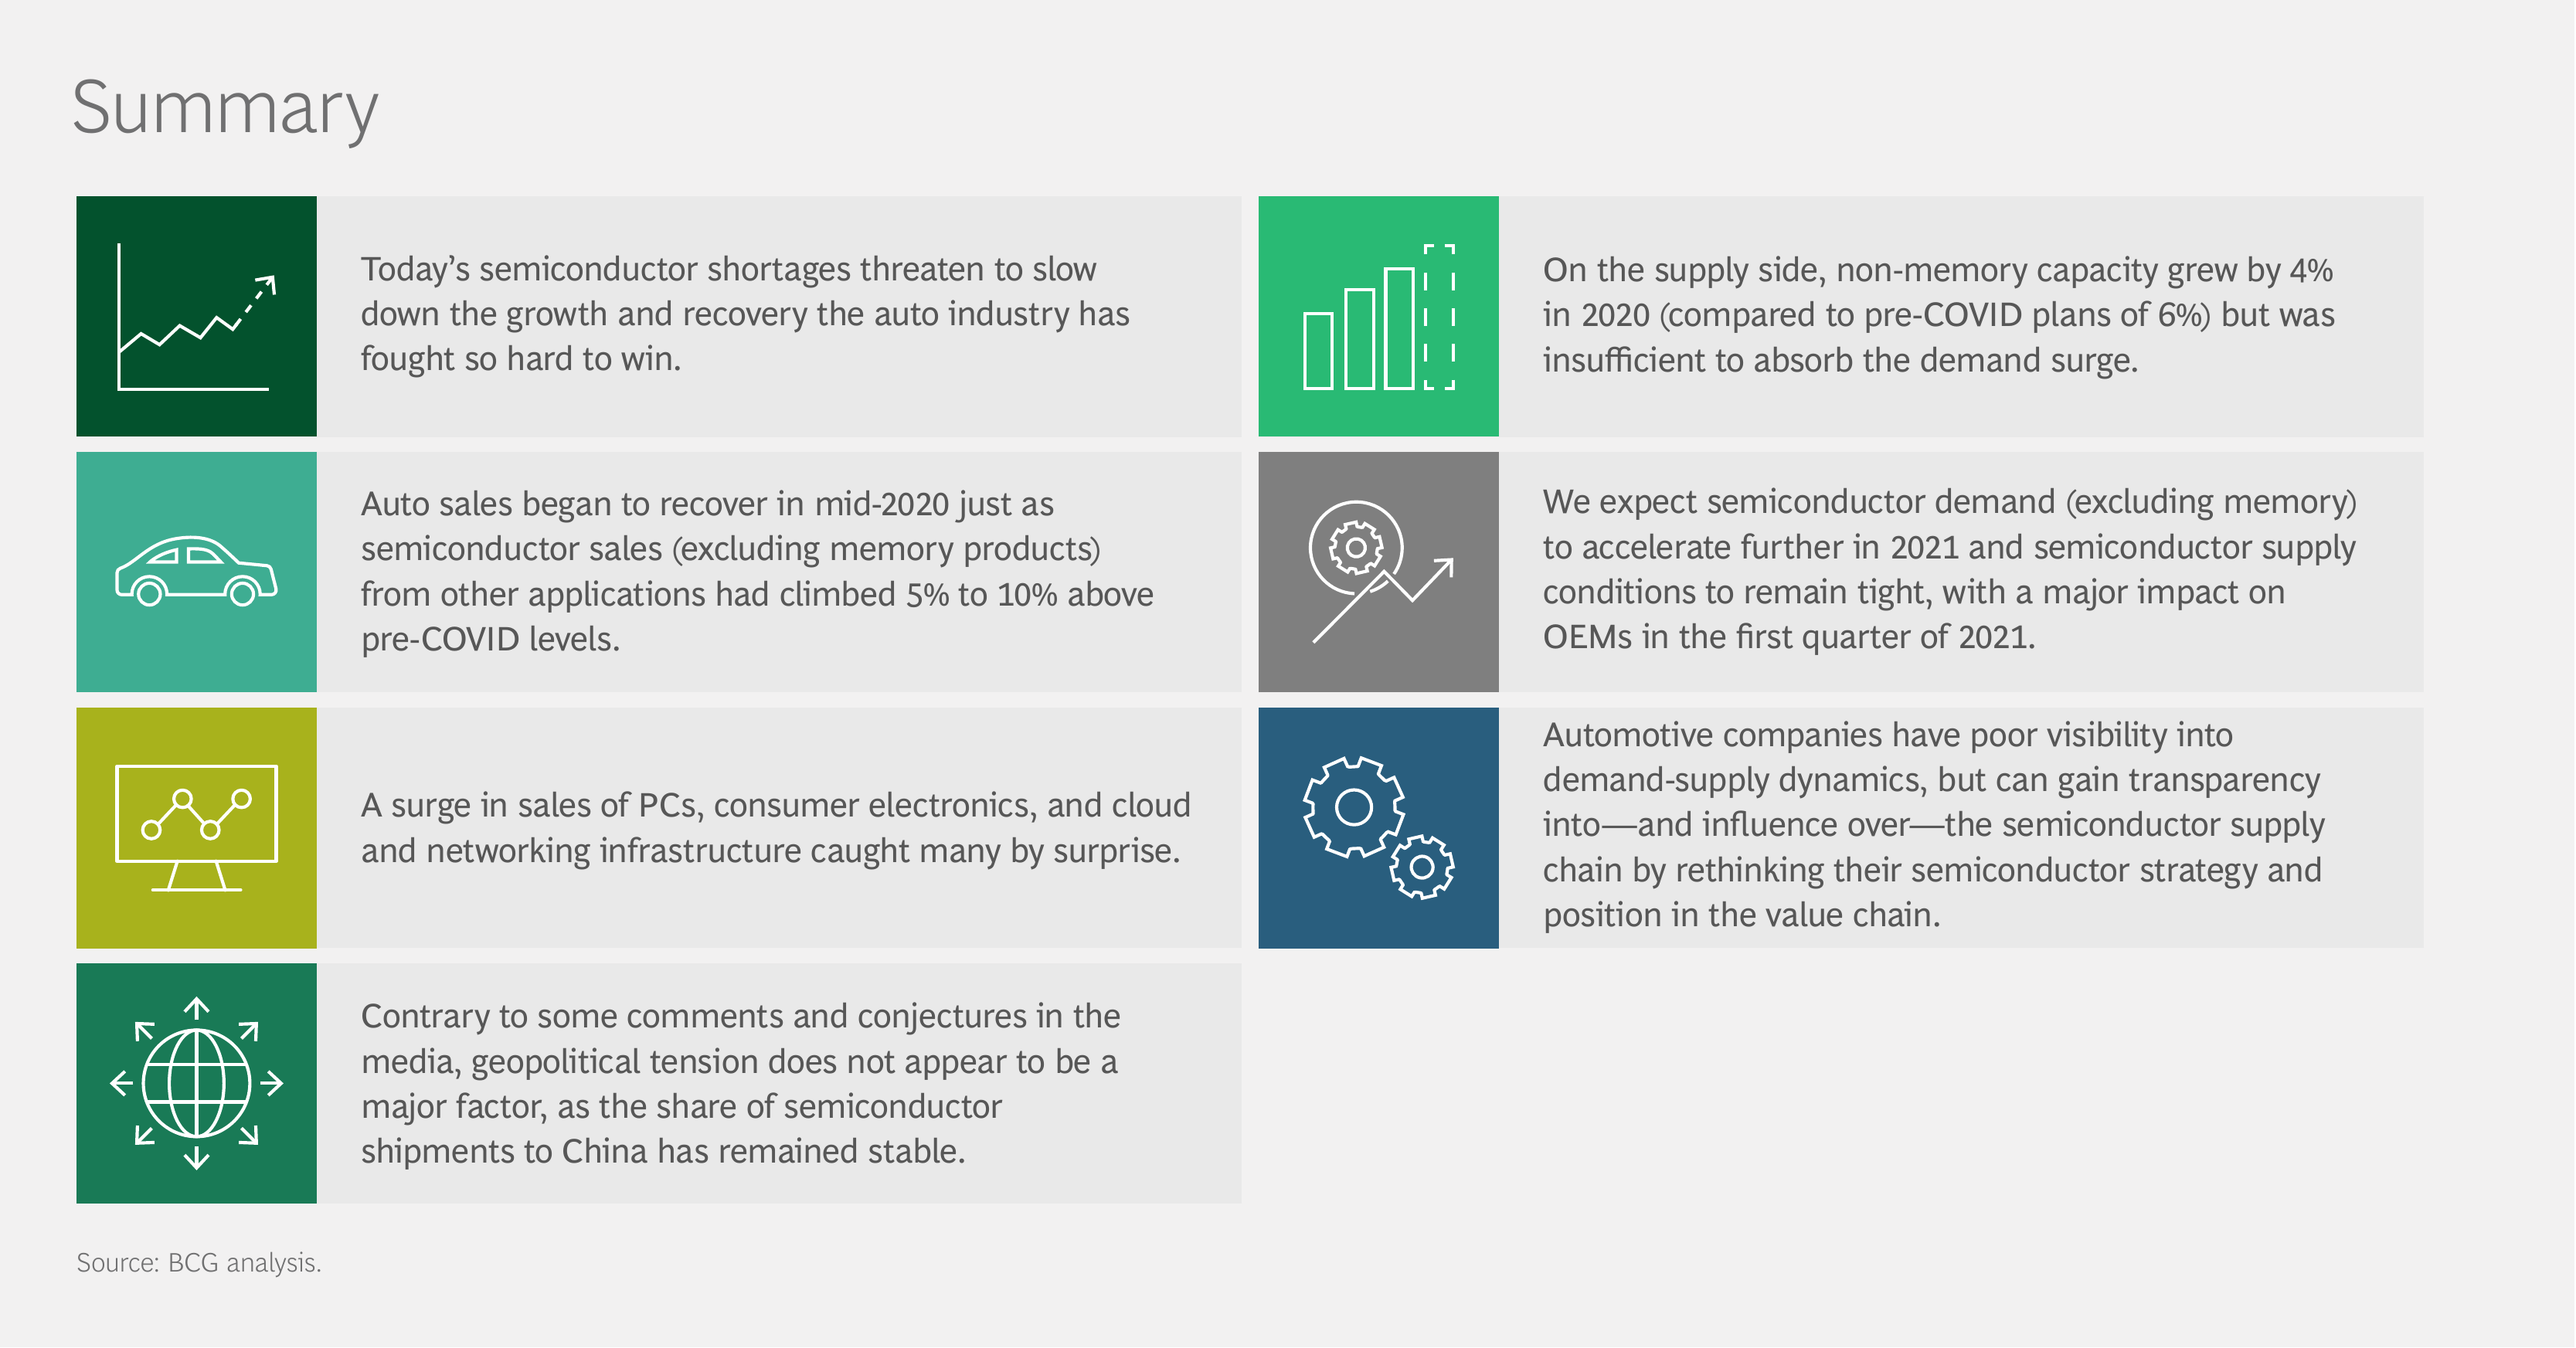 Summary
Today’s semiconductor shortages threaten to slow
down the growth and recovery the auto industry has
fought so hard to win.
Auto sales began to recover in mid-2020 just as
semiconductor sales (excluding memory products)
from other applications had climbed 5% to 10% above
pre-COVID levels.
A surge in sales of PCs, consumer electronics, and cloud
and networking infrastructure caught many by surprise.
Contrary to some comments and conjectures in the
media, geopolitical tension does not appear to be a
major factor, as the share of semiconductor
shipments to China has remained stable.
On the supply side, non-memory capacity grew by 4%
in 2020 (compared to pre-COVID plans of 6%) but was
insufficient to absorb the demand surge.
We expect semiconductor demand (excluding memory)
to accelerate further in 2021 and semiconductor supply
conditions to remain tight, with a major impact on
OEMs in the first quarter of 2021.
Automotive companies have poor visibility into
demand-supply dynamics, but can gain transparency
into—and influence over—the semiconductor supply
chain by rethinking their semiconductor strategy and
position in the value chain.
Source: BCG analysis.